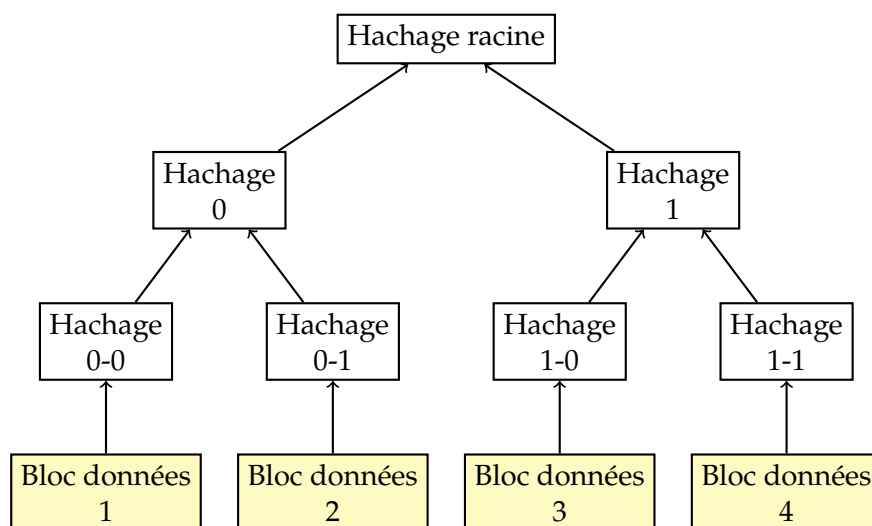 Hachage racine
Hachage
0
Hachage
1
Hachage
0-0
Hachage
0-1
Hachage
1-0
Hachage
1-1
Bloc données
1
Bloc données
2
Bloc données
3
Bloc données
4